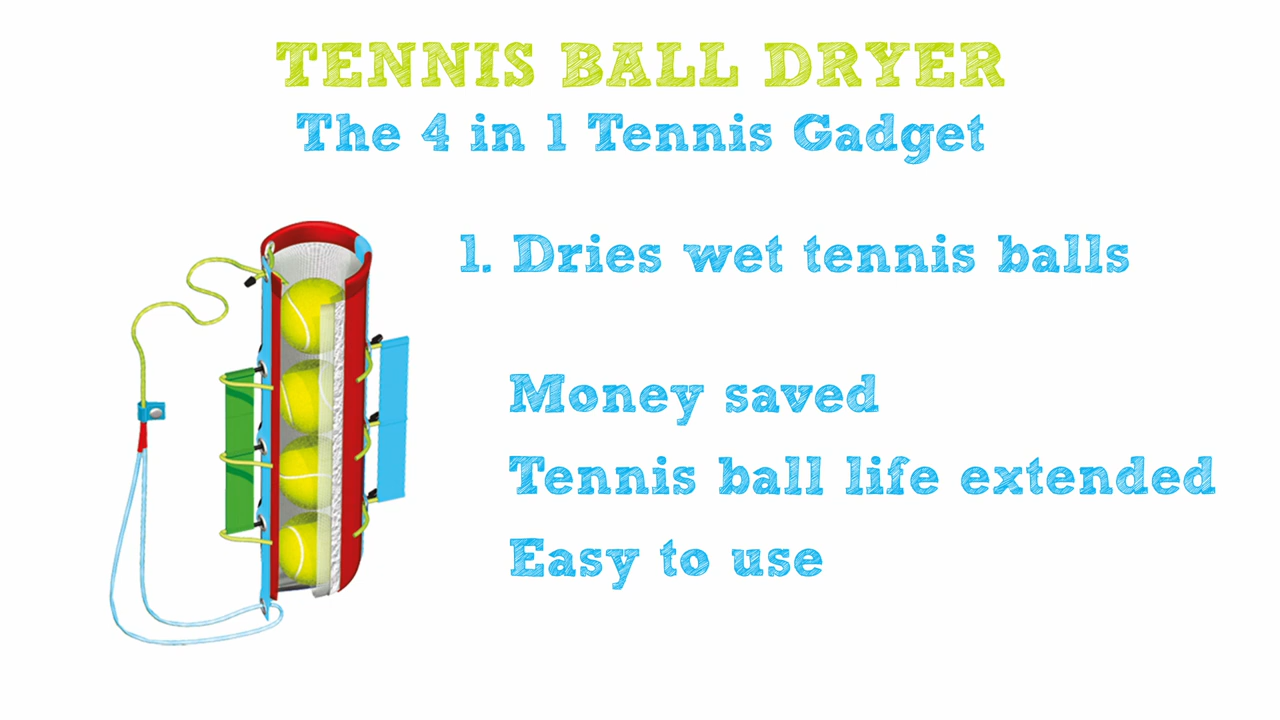 TENNIS BALL DRYER
The 4 in 1 Tennis Gadget
1. Dries wet tennis balls
Money saved
Tennis ball life extended
Easy to use